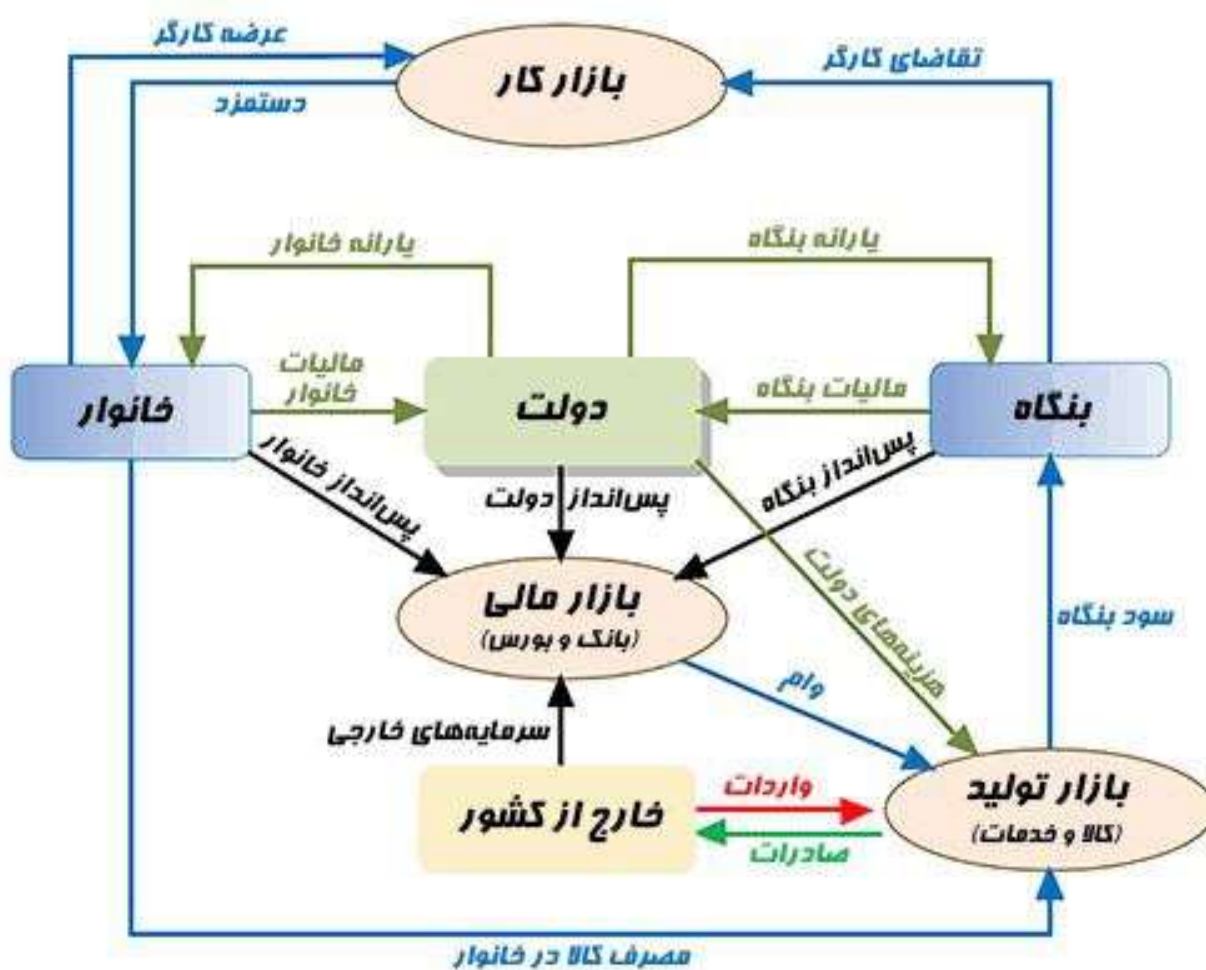 عرضه کارگر
تقاضای کارگر
بازار کار
دستمزد
یارانه خانوار
یارانه بنگاه
مالیات
خانوار
مالیات بنگاه
خانوار
دولت
بنگاه
پس‌انداز خانوار
پس‌انداز دولت
پس‌انداز بنگاه
هزینه‌های دولت
سود بنگاه
بازار مالی
(بانک و بورس)
وام
سرمایه‌های خارجی
خارج از کشور
واردات
صادرات
بازار تولید
(کالا و خدمات)
مصرف کالا در خانوار